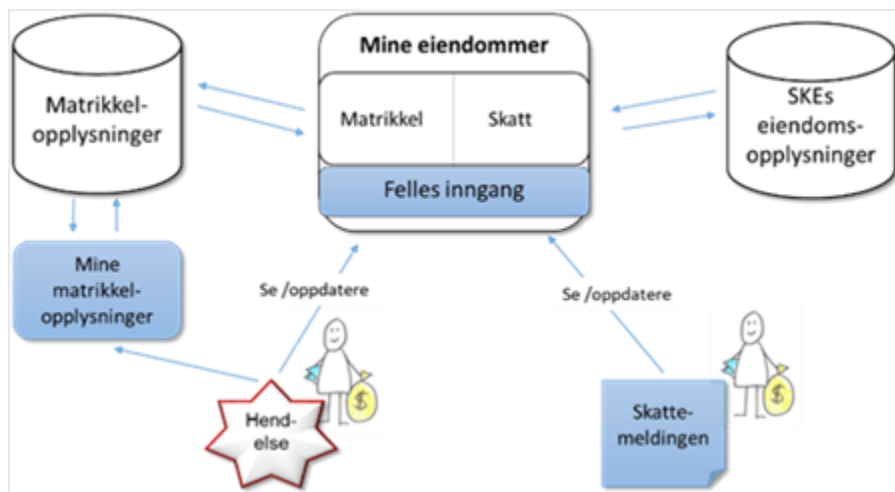 Mine eiendommer
Matrikkel-
opplysninger
Matrikkel
Skatt
SKEs
eiendoms-
opplysninger
Felles inngang
Mine
matrikkel-
opplysninger
Se /oppdatere
Se /oppdatere
$
$
Hend-
else
Skatte-
meldingen